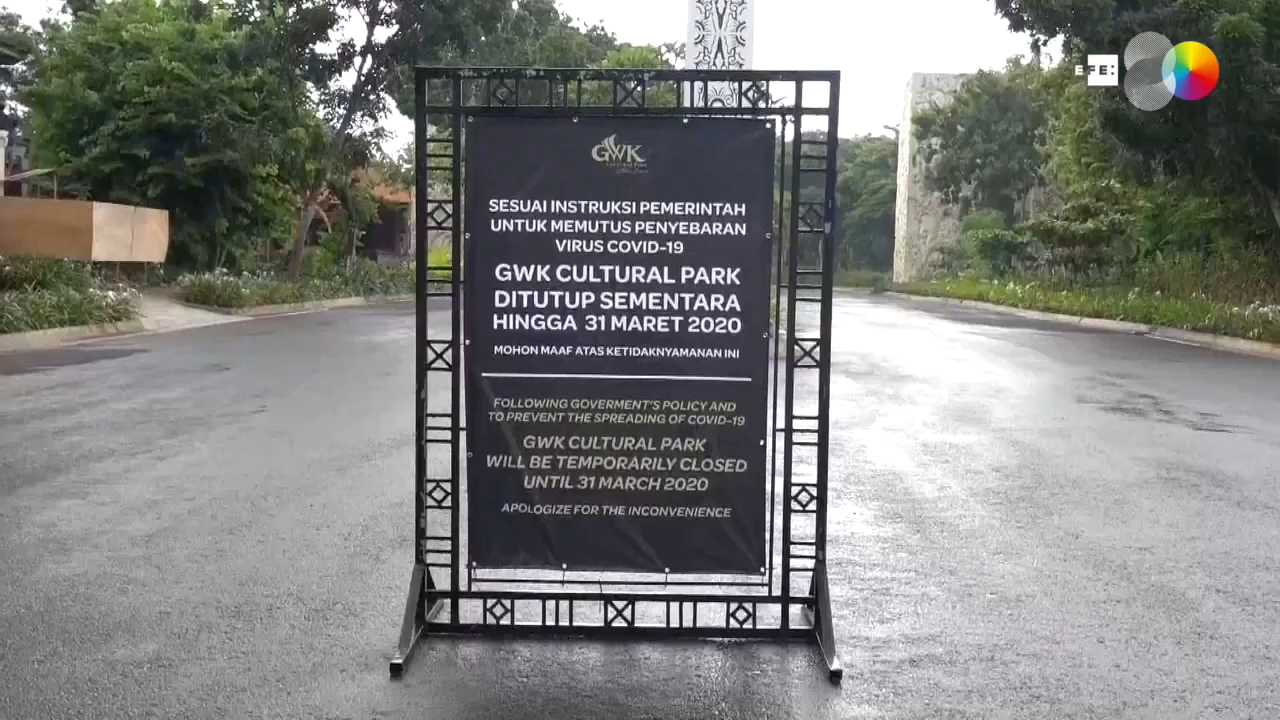 EFE:
GWK
CULTURAL PARK
SESUAI INSTRUKSI PEMERINTAH
UNTUK MEMUTUS PENYEBARAN
VIRUS COVID-19
GWK CULTURAL PARK
DITUTUP SEMENTARA
HINGGA 31 MARET 2020
MOHON MAAF ATAS KETIDAKNYAMANAN INI
FOLLOWING GOVERMENT'S POLICY AND
TO PREVENT THE SPREADING OF COVID-19
GWK CULTURAL PARK
WILL BE TEMPORARILY CLOSED
UNTIL 31 MARCH 2020
APOLOGIZE FOR THE INCONVENIENCE